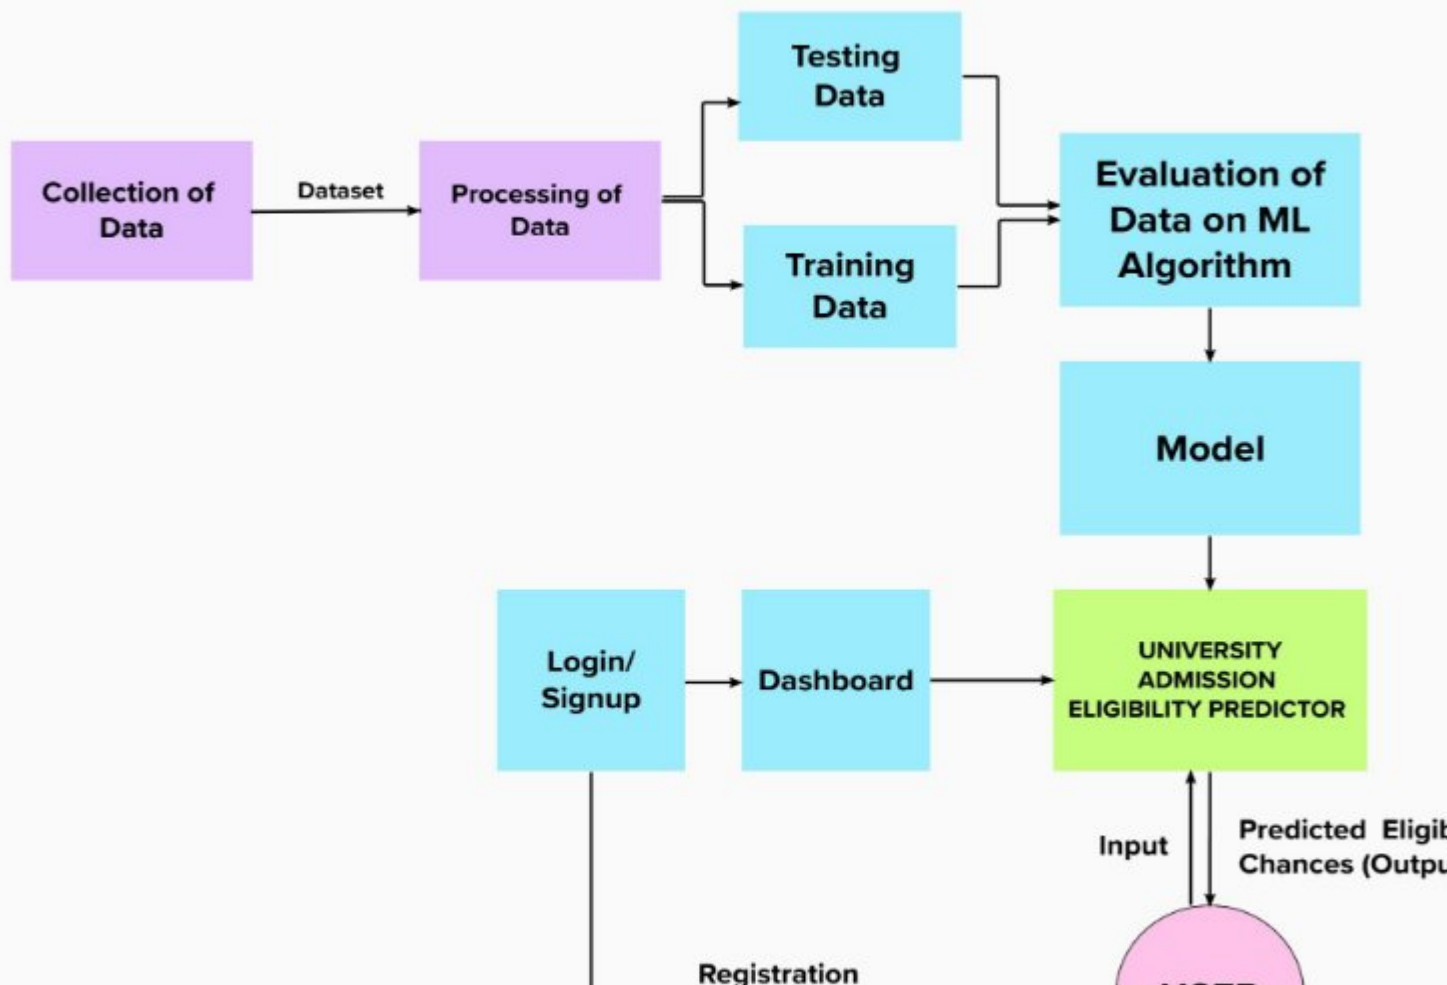 Testing
Data
Collection of
Data
Dataset
Processing of
Data
Evaluation of
Data on ML
Algorithm
Training
Data
Model
Login/
Signup
Dashboard
UNIVERSITY
ADMISSION
ELIGIBILITY PREDICTOR
Input
Predicted
Chances
Registration